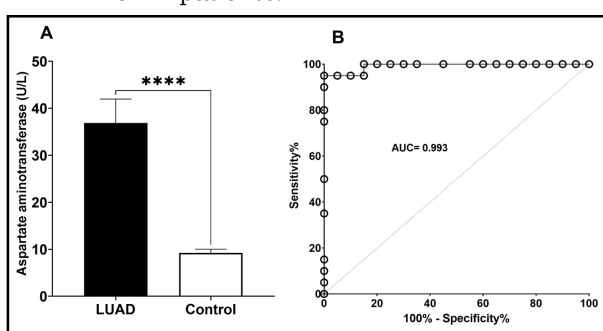 A
B
Aspartate aminotransferase (U/L)
50
40
30
20
10
0
****
LUAD
Control
Sensitivity%
100
80
60
40
20
0
AUC= 0.993
0
20
40
60
80
100
100% - Specificity%